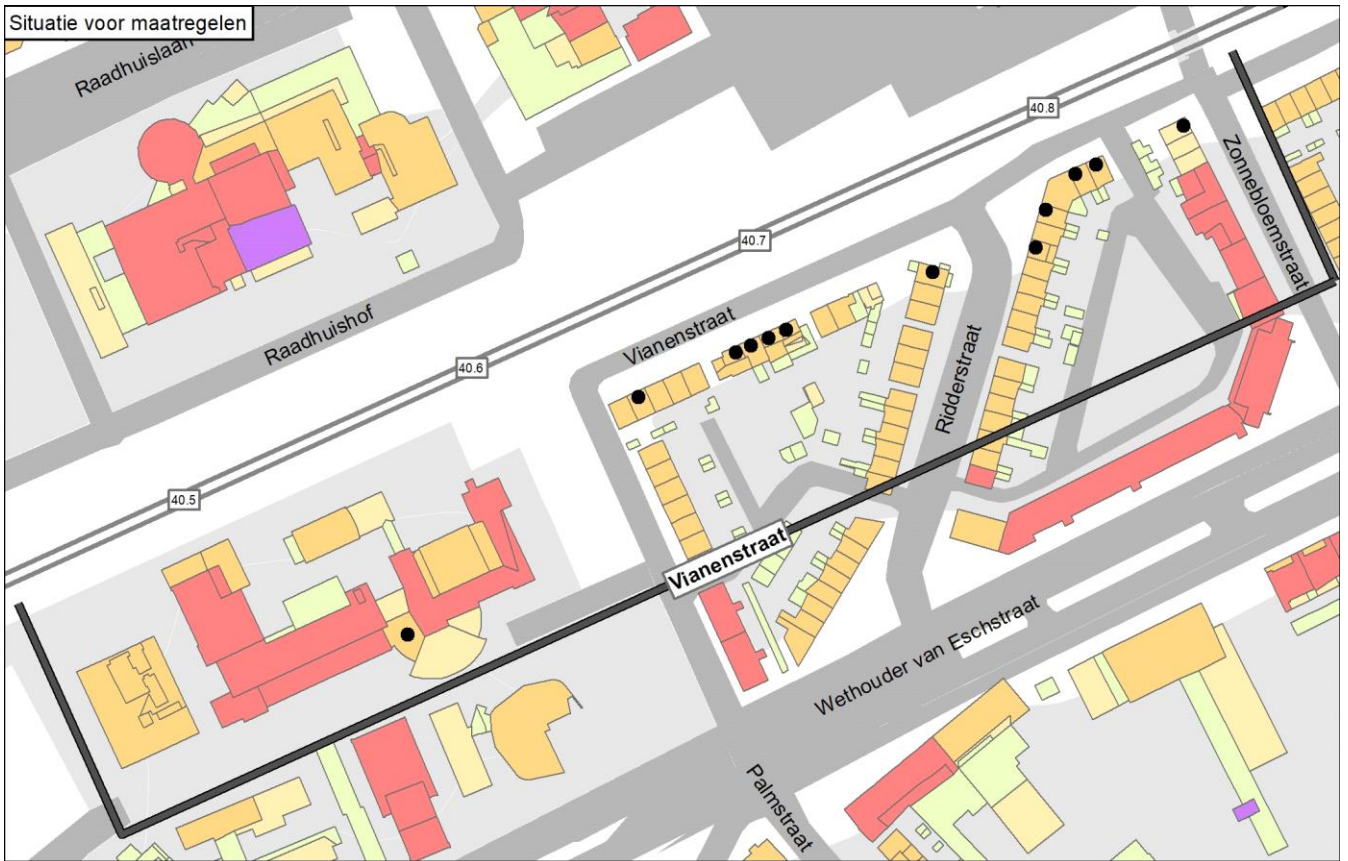 Situatie voor maatregelen
Raadhuislaan
40.8
Zonnebloemstraat
40.7
Raadhuishof
Vianenstraat
40.6
Ridderstraat
40.5
Vianenstraat
Wethouder van Eschstraat
Palmstraat